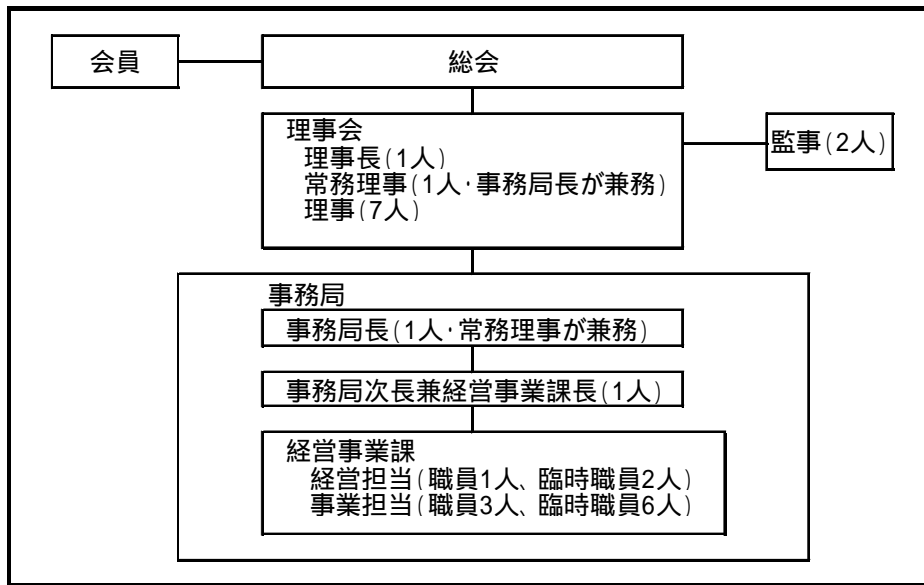 会員
総会
理事会
理事長(1人)
常務理事(1人・事務局長が兼務)
理事(7人)
監事(2人)
事務局
事務局長(1人・常務理事が兼務)
事務局次長兼経営事業課長(1人)
経営事業課
経営担当(職員1人、臨時職員2人)
事業担当(職員3人、臨時職員6人)